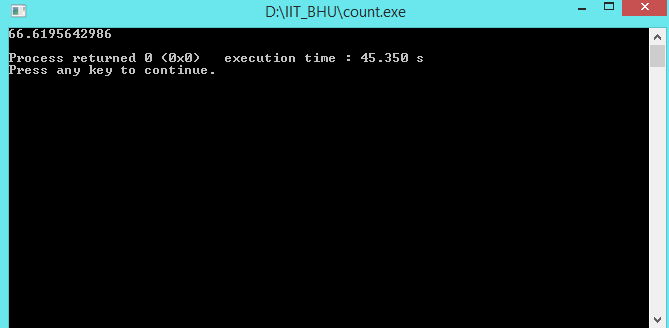 D:\IIT_BHU\count.exe
66.6195642986
Process returned 0 (0x0)   execution time : 45.350 s
Press any key to continue.